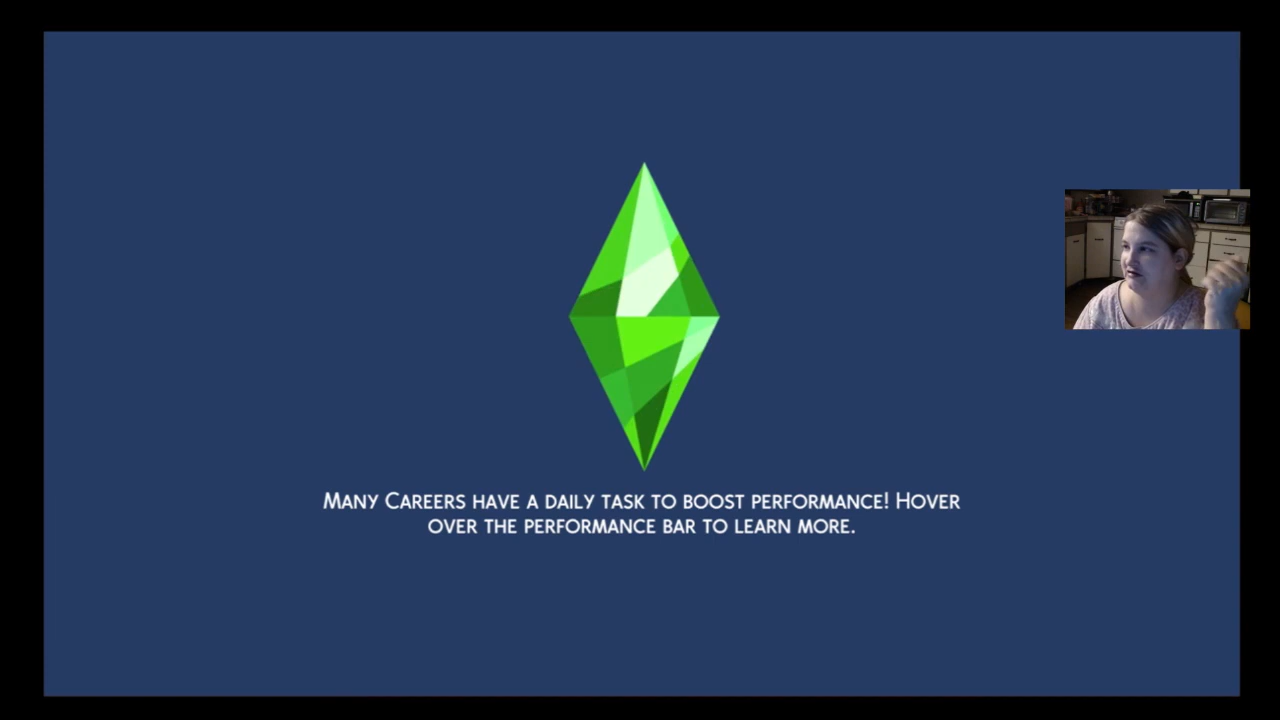 Many Careers have a daily task to boost performance! Hover
over the performance bar to learn more.